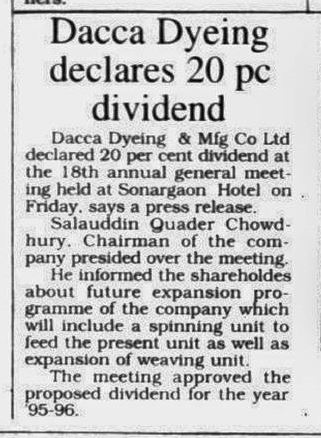 ners.
Dacca Dyeing
declares 20 pc
dividend
Dacca Dyeing & Mfg Co Ltd
declared 20 per cent dividend at
the 18th annual general meet-
ing held at Sonargaon Hotel on
Friday, says a press release.
Salauddin Quader Chowd-
hury. Chairman of the com-
pany presided over the meeting.
He informed the shareholdes
about future expansion pro-
gramme of the company which
will include a spinning unit to
feed the present unit as well as
expansion of weaving unit.
The meeting approved the
proposed dividend for the year
'95-96.